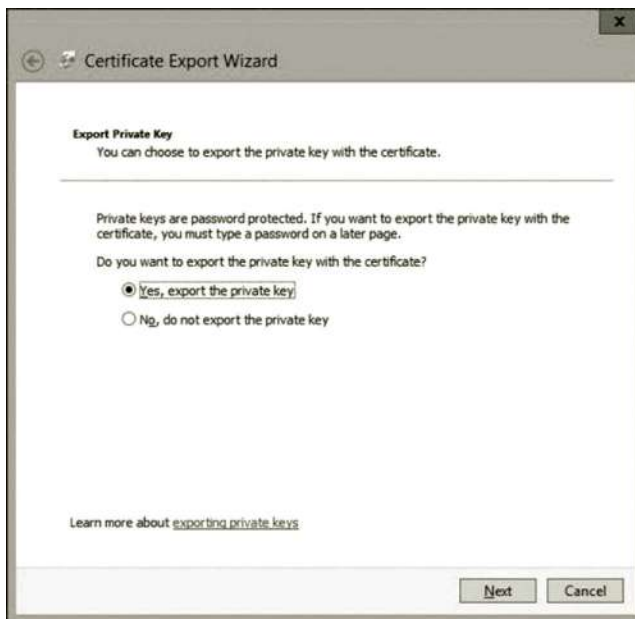 x
Certificate Export Wizard
Export Private Key
You can choose to export the private key with the certificate.
Private keys are password protected. If you want to export the private key with the
certificate, you must type a password on a later page.
Do you want to export the private key with the certificate?
Yes, export the private key
No, do not export the private key
Learn more about exporting private keys
Next Cancel